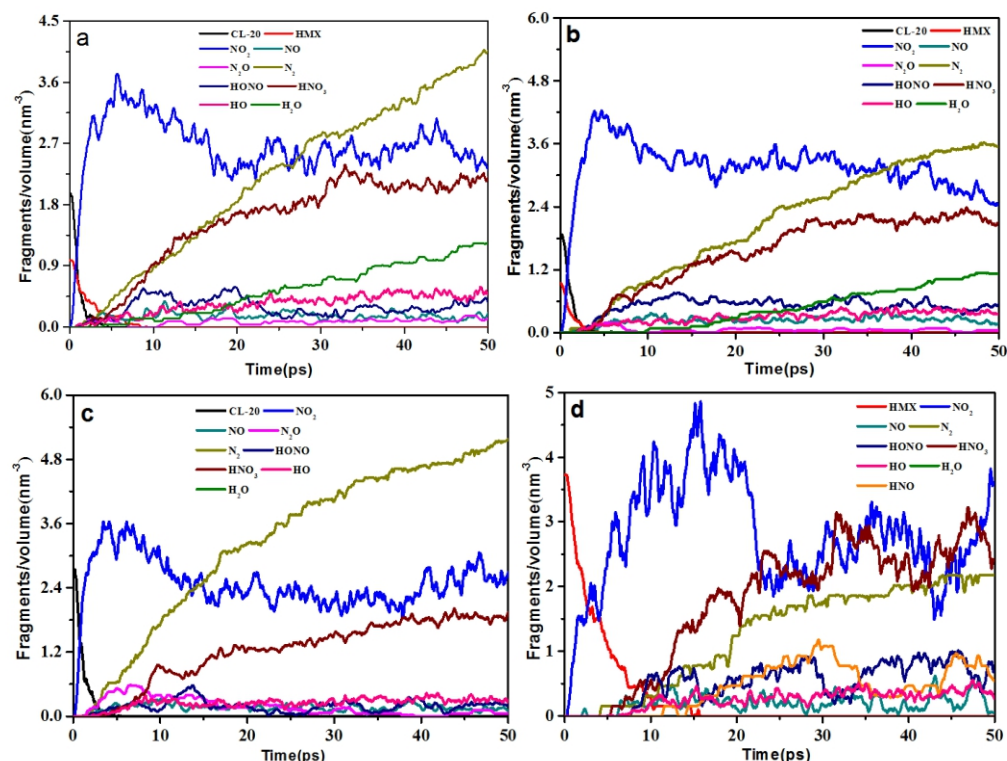 a
CL-20 HMX
NO₂ NO
N₂O N₂
HONO HNO₃
HO H₂O
4.5
3.6
2.7
1.8
0.9
0.0
Fragments/volume(nm⁻³)
0 10 20 30 40 50
Time(ps)
b
CL-20 HMX
NO₂ NO
N₂O N₂
HONO HNO₃
HO H₂O
6.0
4.8
3.6
2.4
1.2
0.0
Fragments/volume(nm⁻³)
0 10 20 30 40 50
Time(ps)
c
CL-20 NO₂
NO N₂O
N₂ HONO
HNO₃ HO
H₂O
6.0
4.8
3.6
2.4
1.2
0
Fragments/volume(nm⁻³)
0 10 20 30 40 50
Time(ps)
d
HMX NO₂
NO N₂
HONO HNO₃
HO H₂O
HNO
5
4
3
2
1
0
Fragments/volume(nm⁻³)
0 10 20 30 40 50
Time(ps)